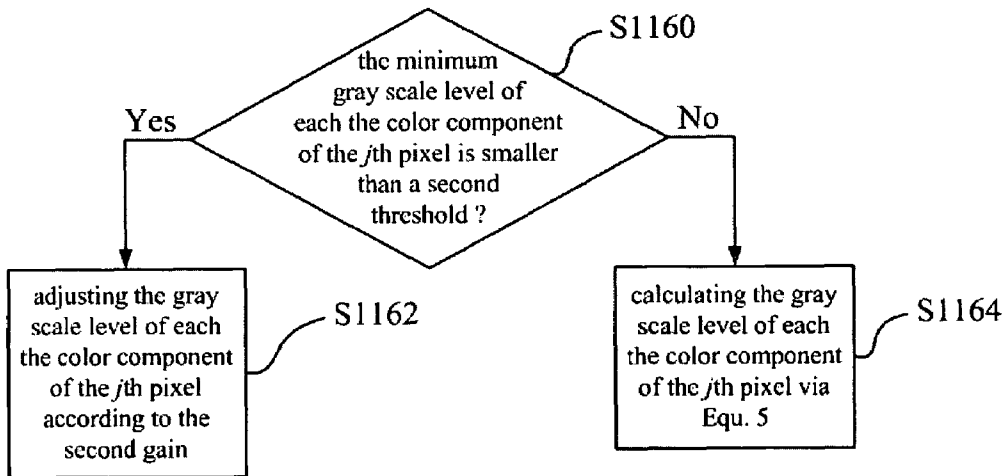 S1160
the minimum
gray scale level of
each the color component
of the jth pixel is smaller
than a second
threshold ?
Yes
No
adjusting the gray
scale level of each
the color component
of the jth pixel
according to the
second gain
S1162
calculating the gray
scale level of each
the color component
of the jth pixel via
Equ. 5
S1164